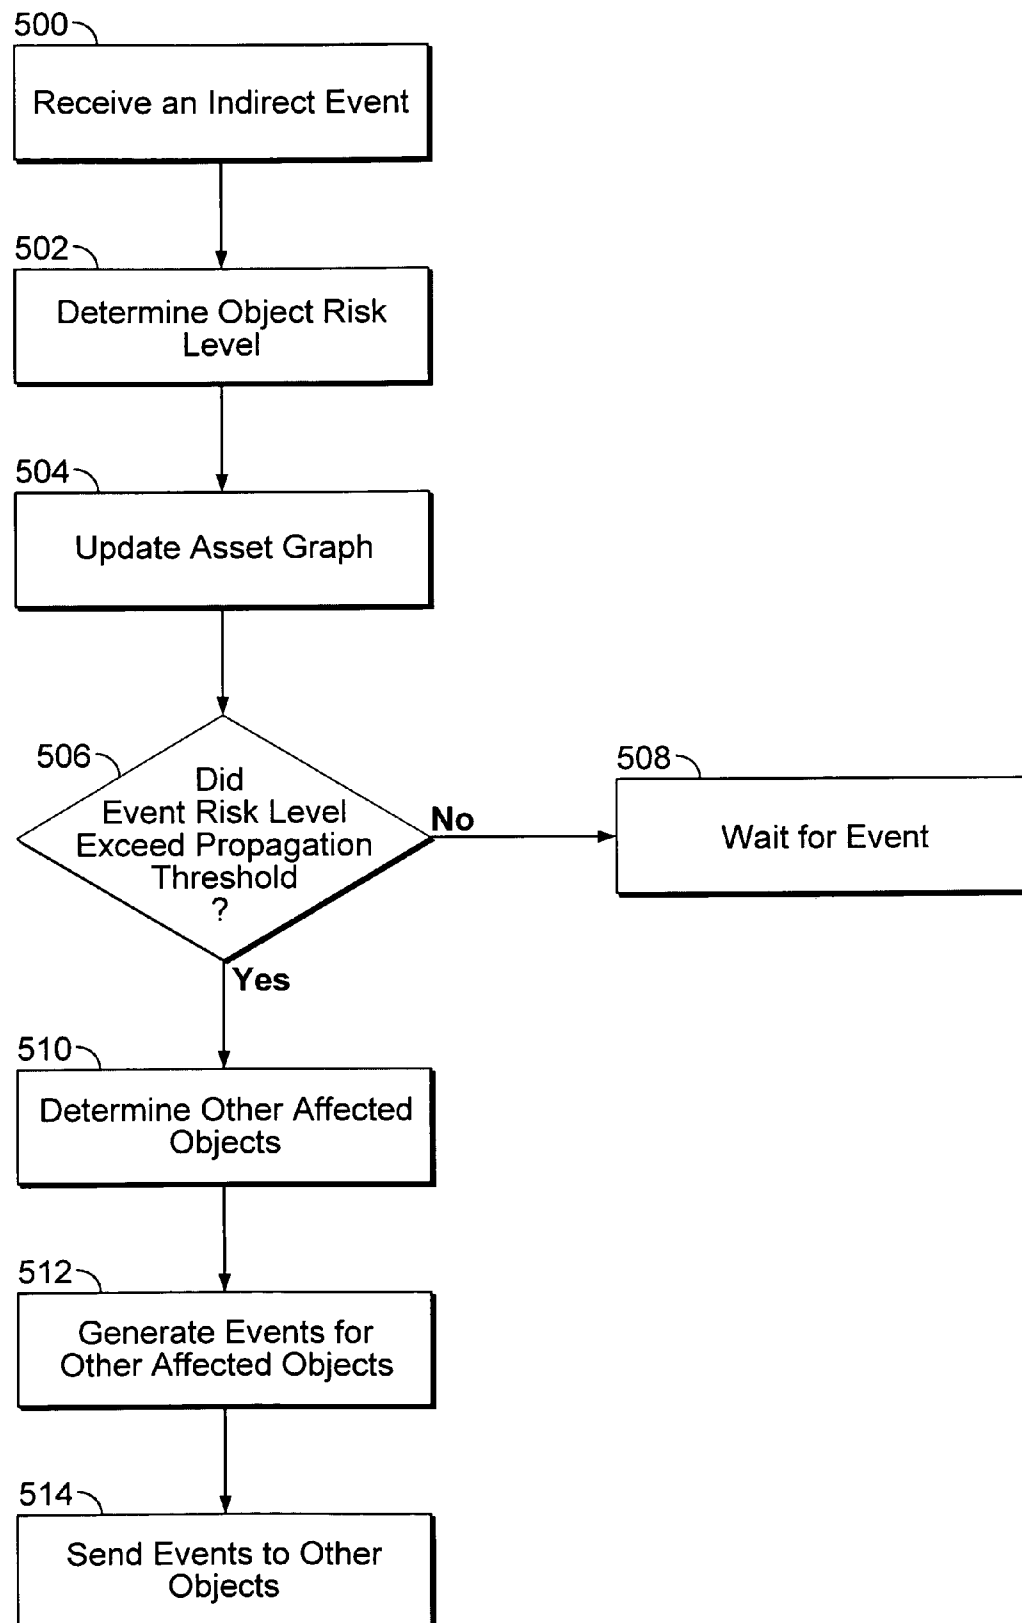 500
Receive an Indirect Event
502
Determine Object Risk
Level
504
Update Asset Graph
506
Did
Event Risk Level
Exceed Propagation
Threshold
?
No
508
Wait for Event
Yes
510
Determine Other Affected
Objects
512
Generate Events for
Other Affected Objects
514
Send Events to Other
Objects